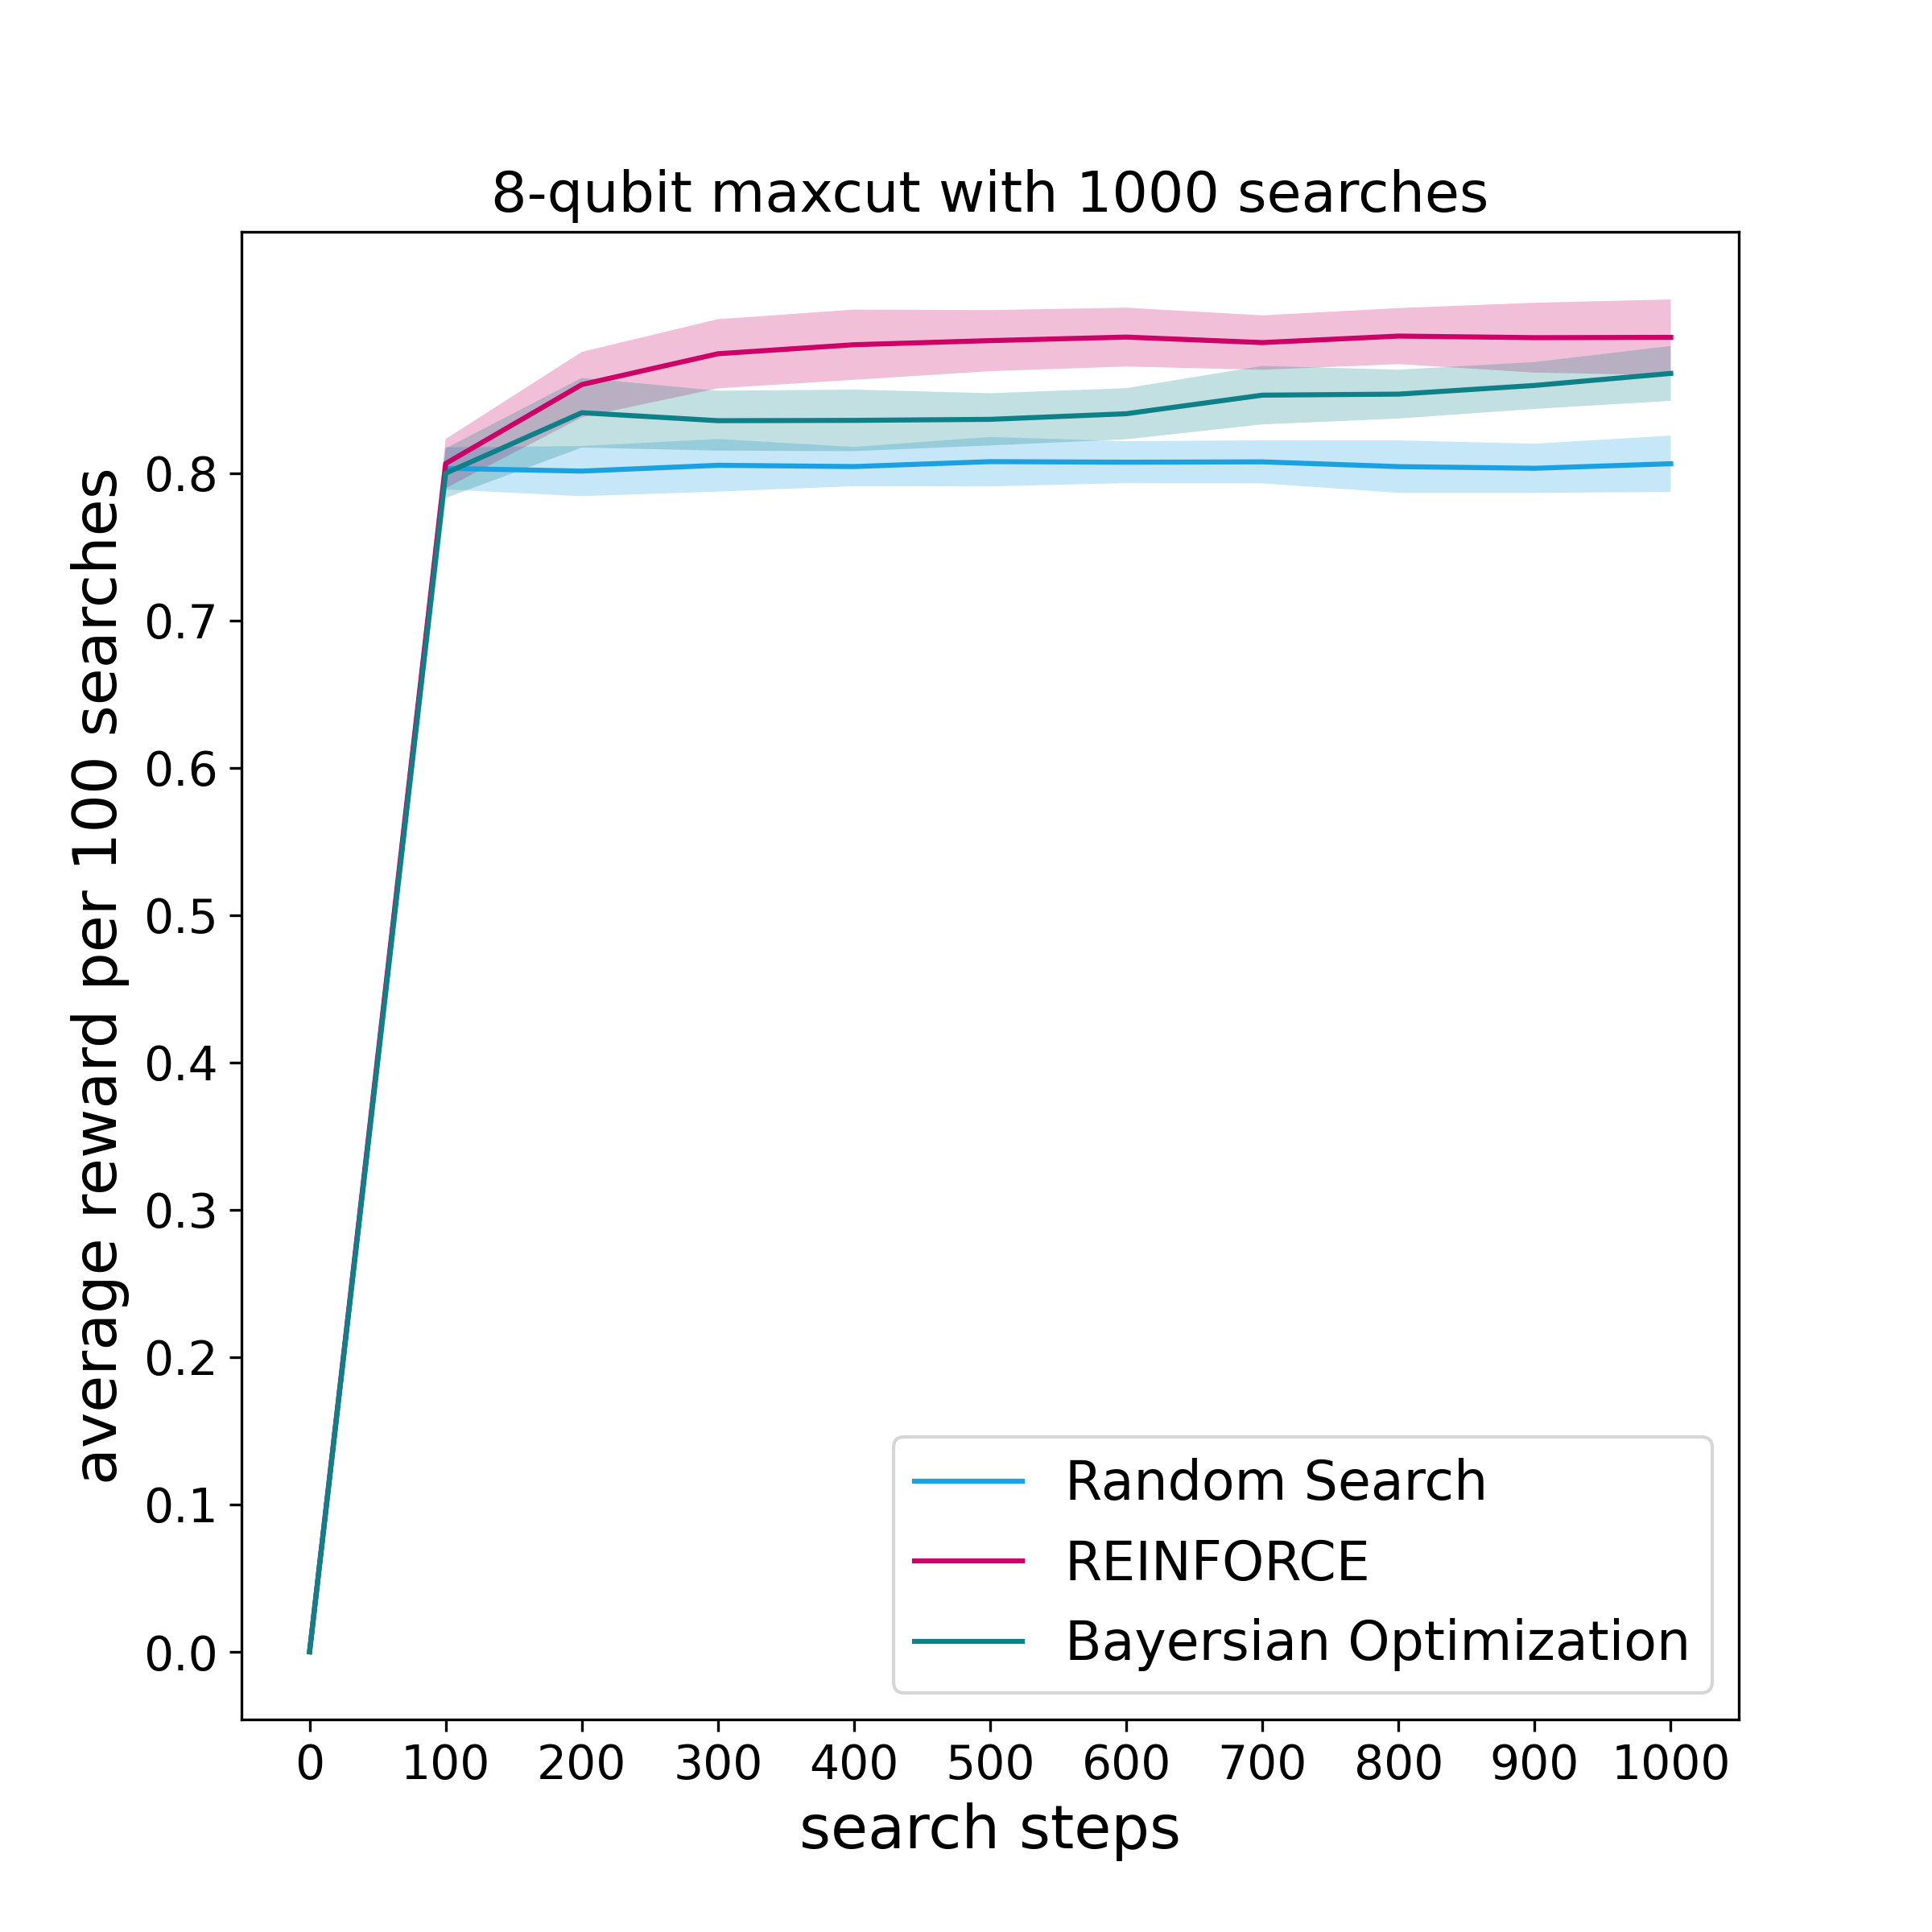 8-qubit maxcut with 1000 searches
average reward per 100 searches
0.8
0.7
0.6
0.5
0.4
0.3
0.2
0.1
0.0
Random Search
REINFORCE
Bayersian Optimization
0 100 200 300 400 500 600 700 800 900 1000
search steps